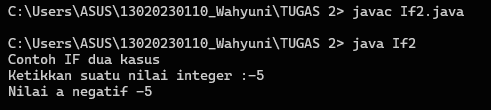 C:\Users\ASUS\13020230110_Wahyuni\TUGAS 2> javac If2.java
C:\Users\ASUS\13020230110_Wahyuni\TUGAS 2> java If2
Contoh IF dua kasus
Ketikkan suatu nilai integer :-5
Nilai a negatif -5